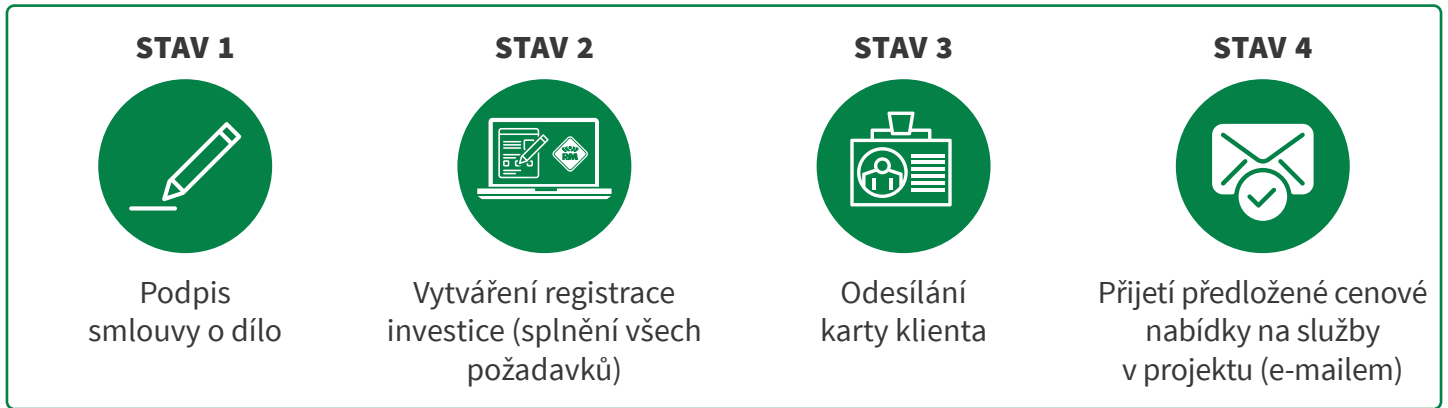 STAV 1
Podpis
smlouvy o dílo
STAV 2
RM
Vytváření registrace
investice (splnění všech
požadavků)
STAV 3
Odesílání
karty klienta
STAV 4
Přijetí předložené cenové
nabídky na služby
v projektu (e-mailem)